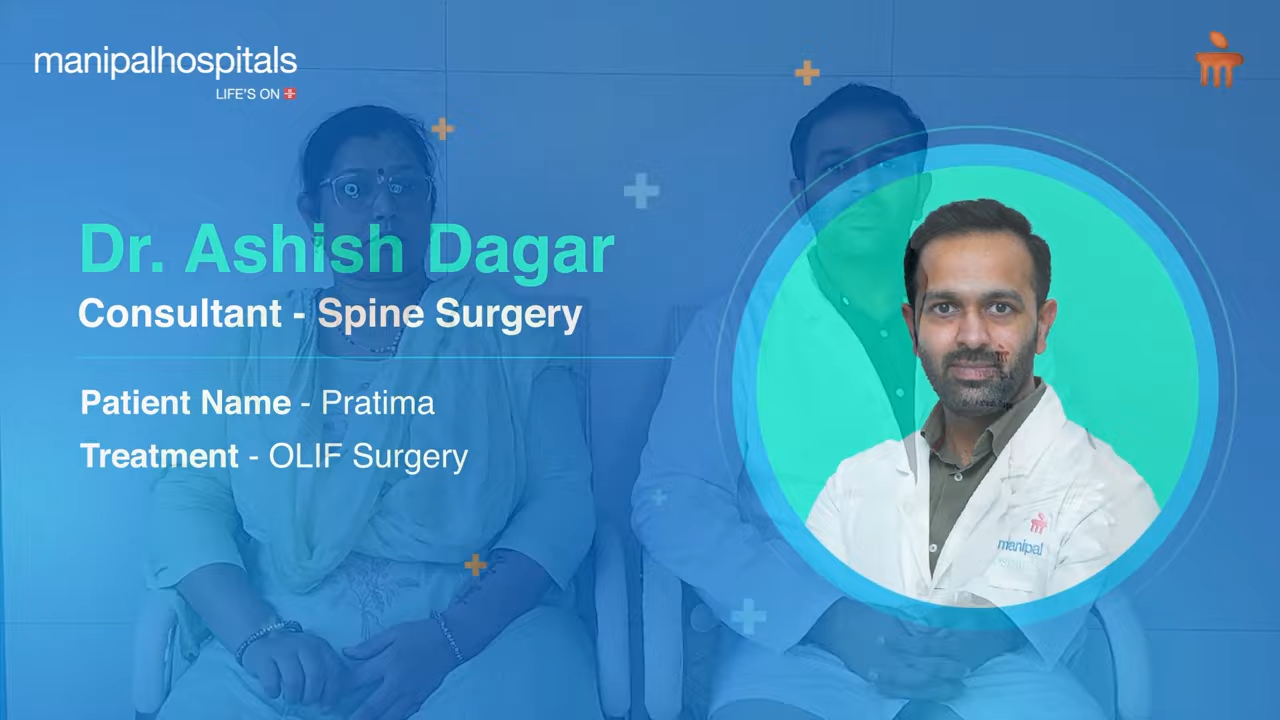 manipalhospitals
LIFE'S ON
Dr. Ashish Dagar
Consultant - Spine Surgery
Patient Name - Pratima
Treatment - OLIF Surgery
manipal